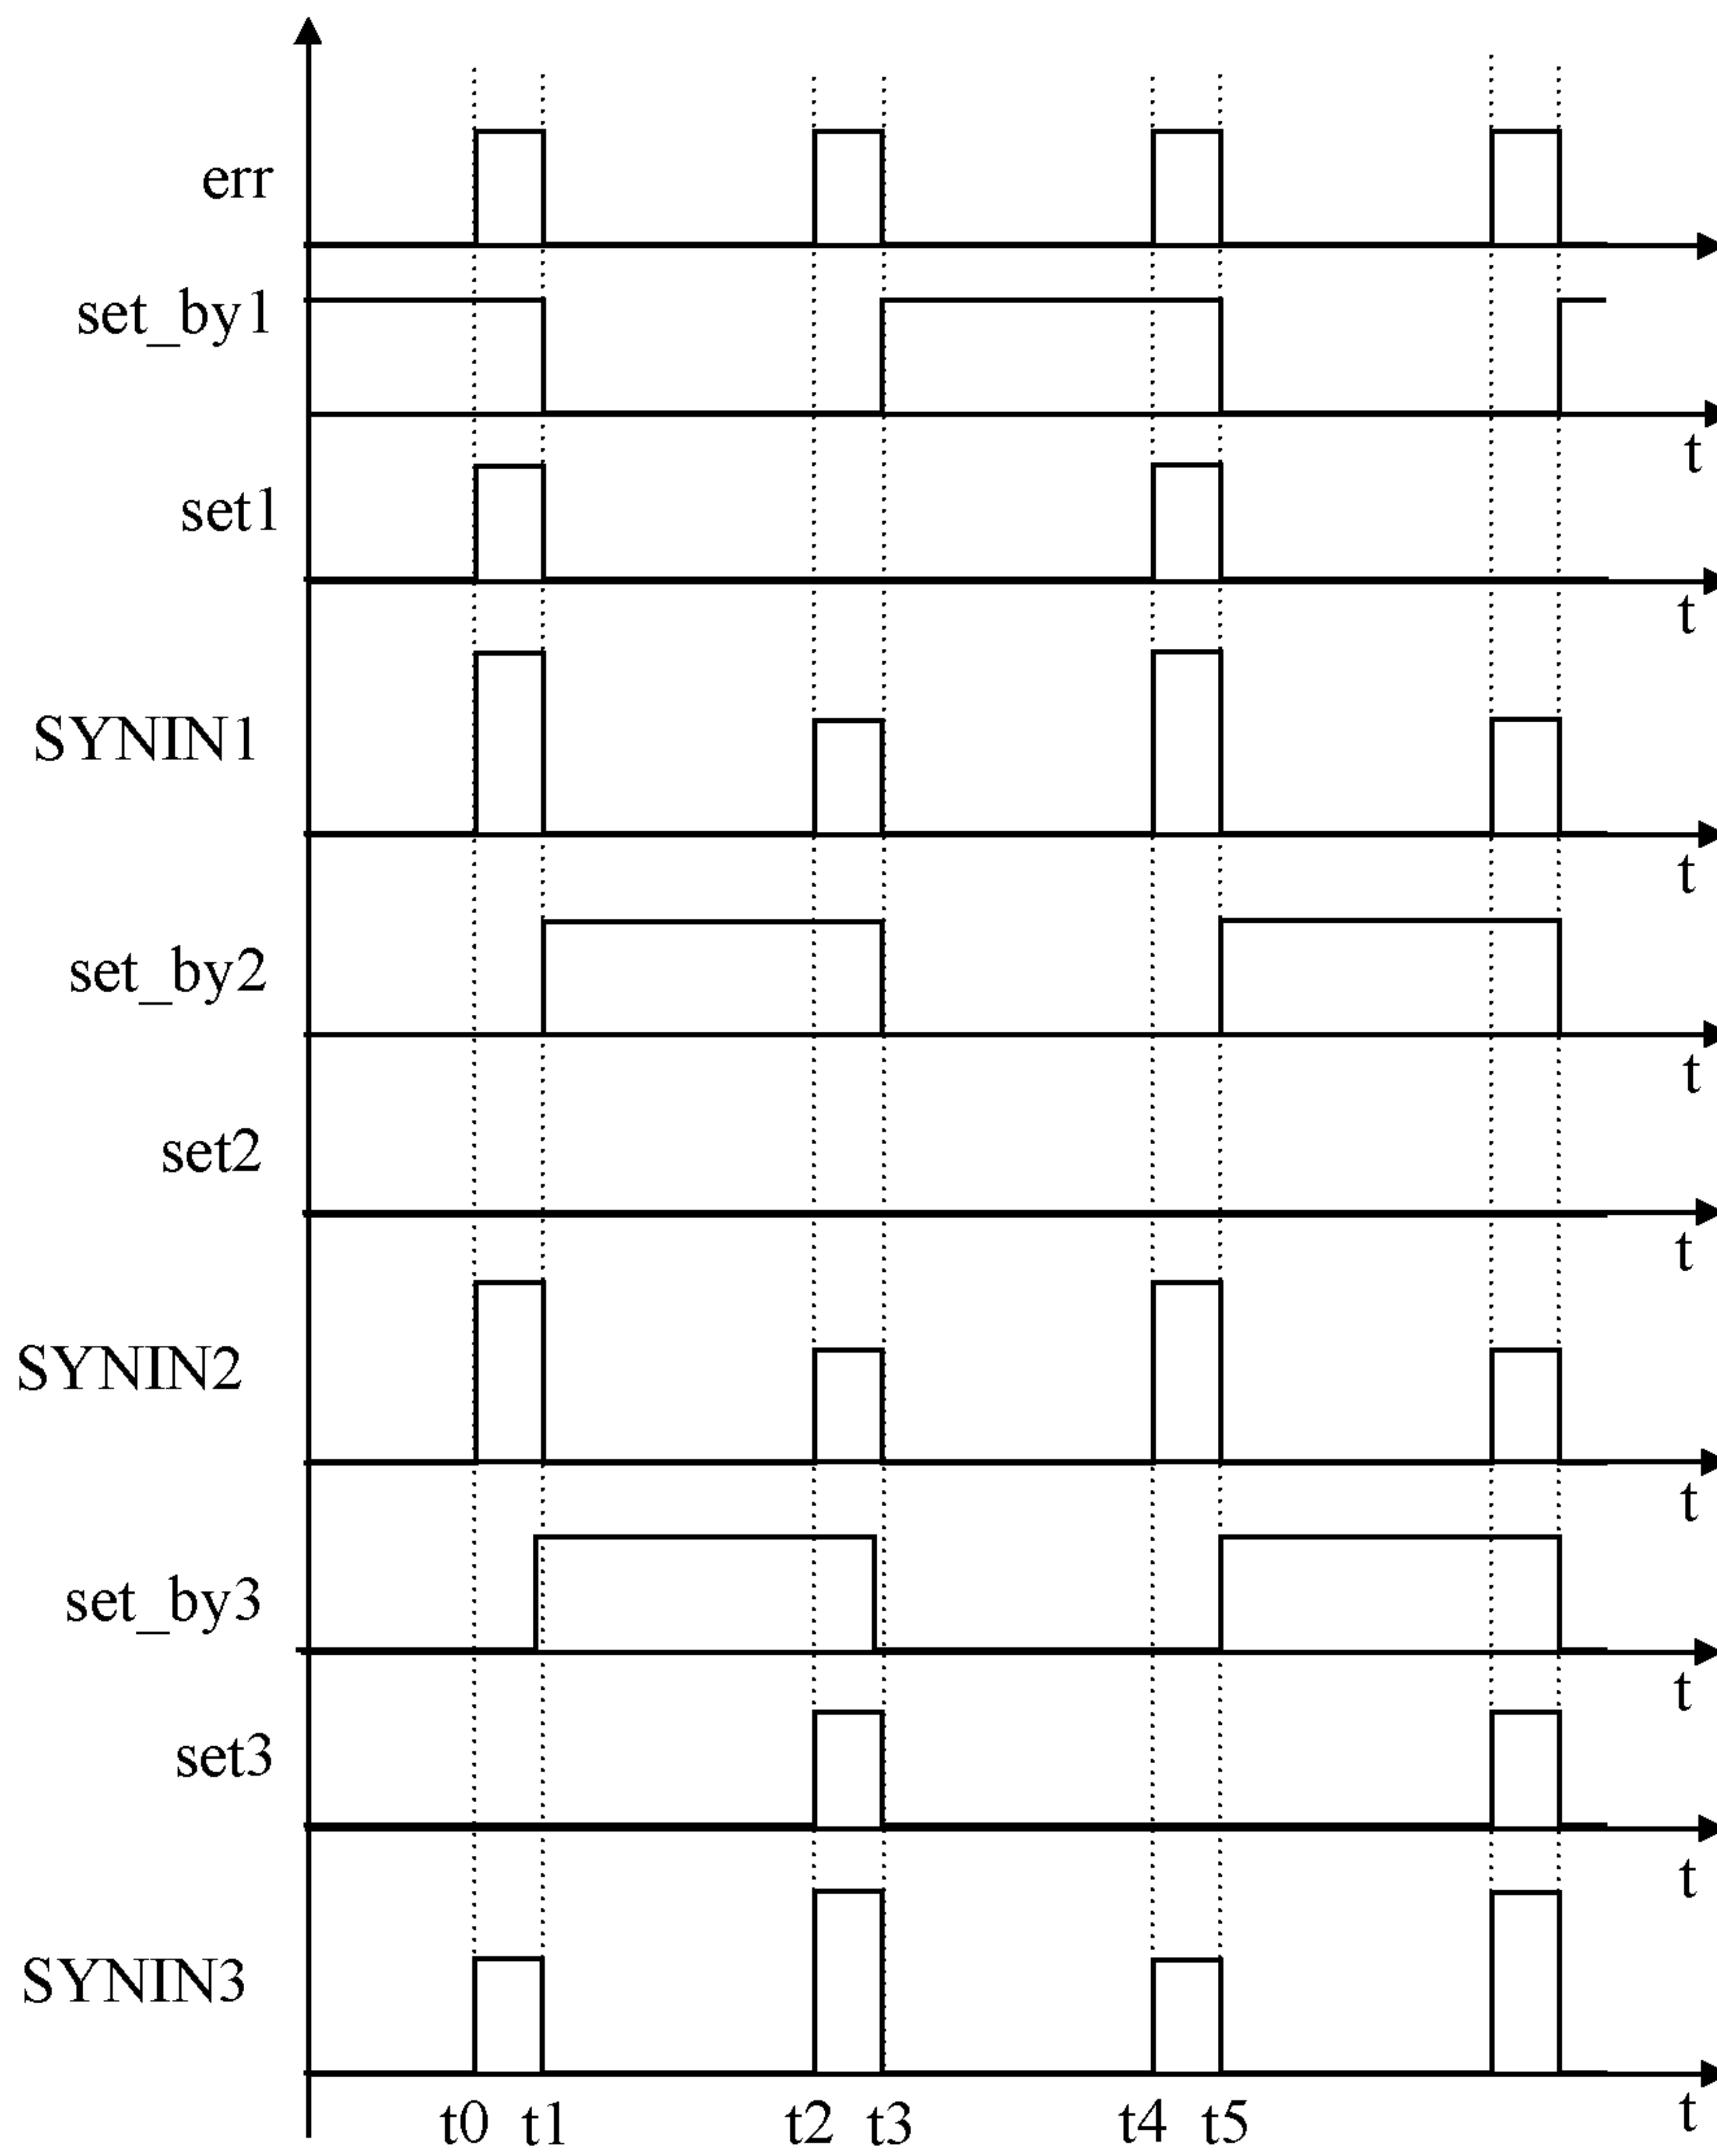 err
set_by1
t
set1
t
SYNIN1
t
set_by2
t
set2
t
SYNIN2
t
set_by3
t
set3
t
SYNIN3
t0 t1 t2 t3 t4 t5 t